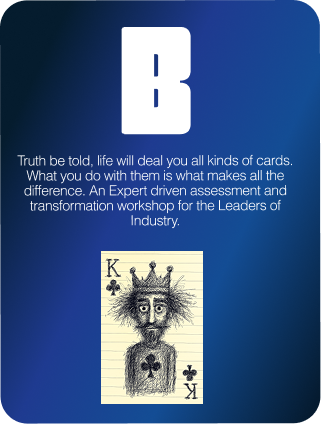 B
Truth be told, life will deal you all kinds of cards.
What you do with them is what makes all the
difference. An Expert driven assessment and
transformation workshop for the Leaders of
Industry.
K
K